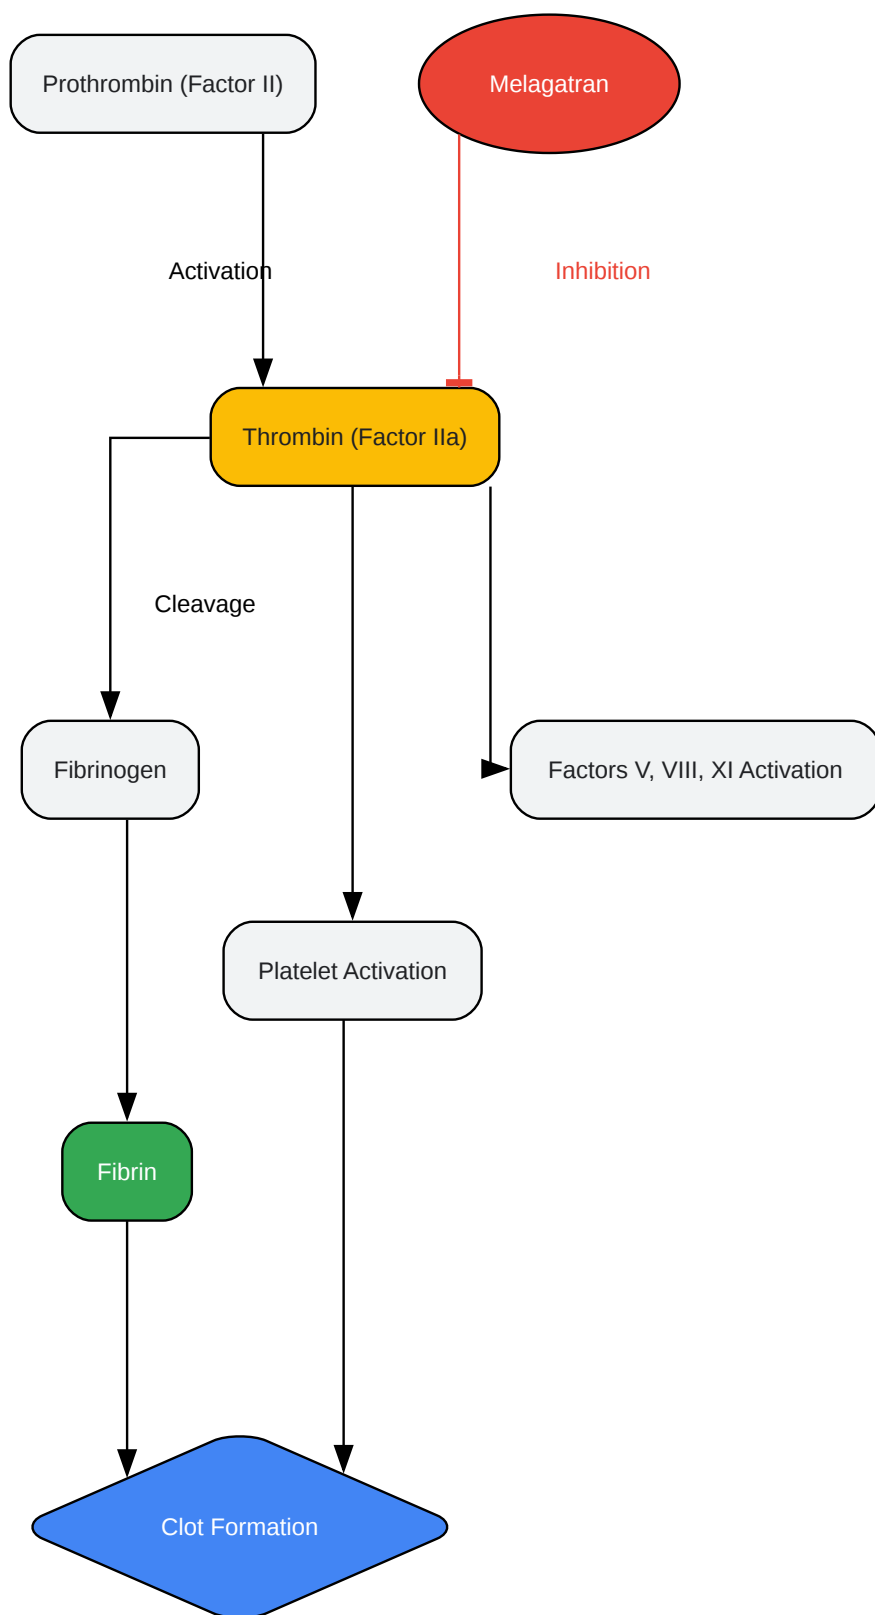 Prothrombin (Factor II)
Melagatran
Activation
Inhibition
Thrombin (Factor IIa)
Cleavage
Fibrinogen
Factors V, VIII, XI Activation
Platelet Activation
Fibrin
Clot Formation